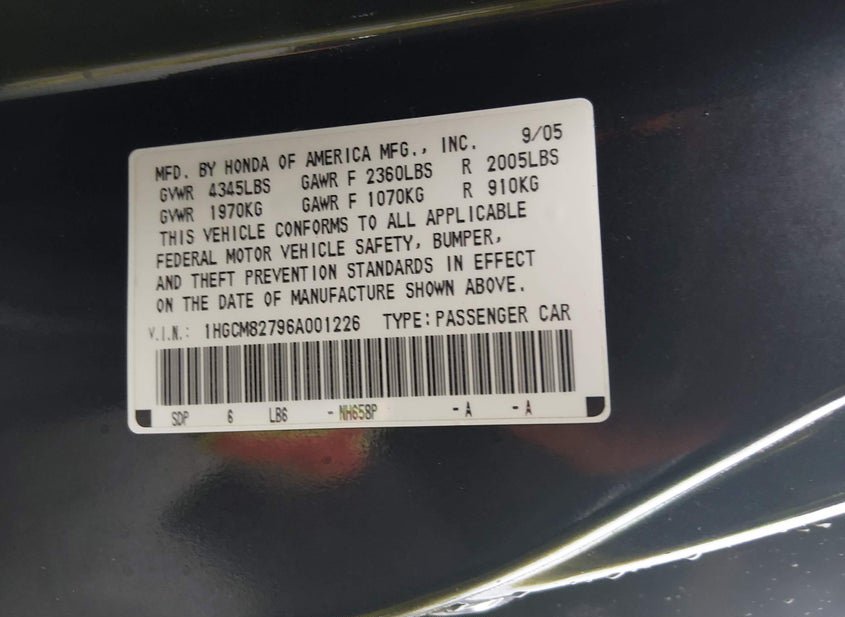 MFD. BY HONDA OF AMERICA MFG., INC. 9/05
GVWR 4345LBS GAWR F 2360LBS R 2005LBS
GVWR 1970KG GAWR F 1070KG R 910KG
THIS VEHICLE CONFORMS TO ALL APPLICABLE
FEDERAL MOTOR VEHICLE SAFETY, BUMPER,
AND THEFT PREVENTION STANDARDS IN EFFECT
ON THE DATE OF MANUFACTURE SHOWN ABOVE.
V.I.N.: 1HGCM82796A001226 TYPE:PASSENGER CAR
SDP 6 LB6 -NH658P -A -A